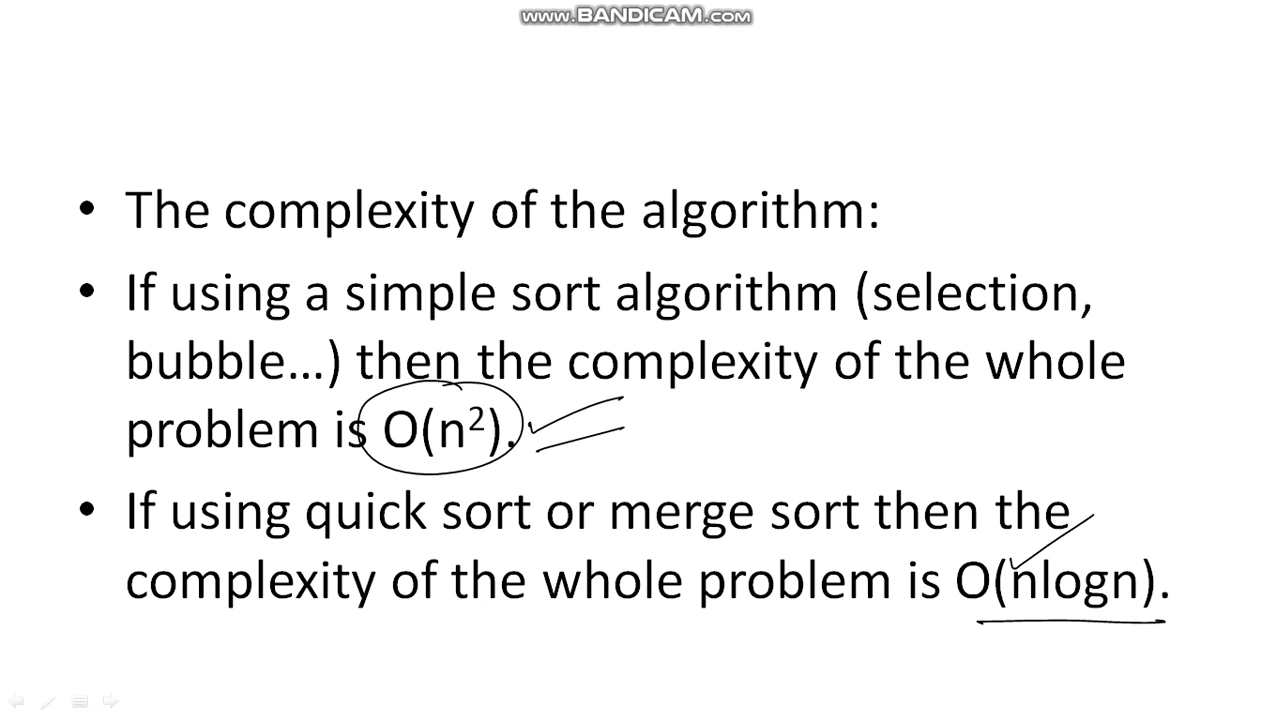 www.BANDICAM.com
• The complexity of the algorithm:
• If using a simple sort algorithm (selection,
bubble...) then the complexity of the whole
problem is O(n²).
• If using quick sort or merge sort then the
complexity of the whole problem is O(nlogn).